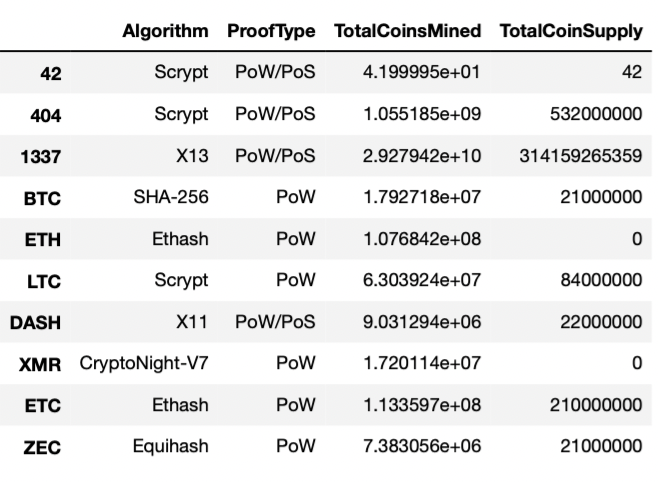 Algorithm ProofType TotalCoinsMined TotalCoinSupply
42 Scrypt PoW/PoS 4.199995e+01 42
404 Scrypt PoW/PoS 1.055185e+09 532000000
1337 X13 PoW/PoS 2.927942e+10 314159265359
BTC SHA-256 PoW 1.792718e+07 21000000
ETH Ethash PoW 1.076842e+08 0
LTC Scrypt PoW 6.303924e+07 84000000
DASH X11 PoW/PoS 9.031294e+06 22000000
XMR CryptoNight-V7 PoW 1.720114e+07 0
ETC Ethash PoW 1.133597e+08 210000000
ZEC Equihash PoW 7.383056e+06 21000000